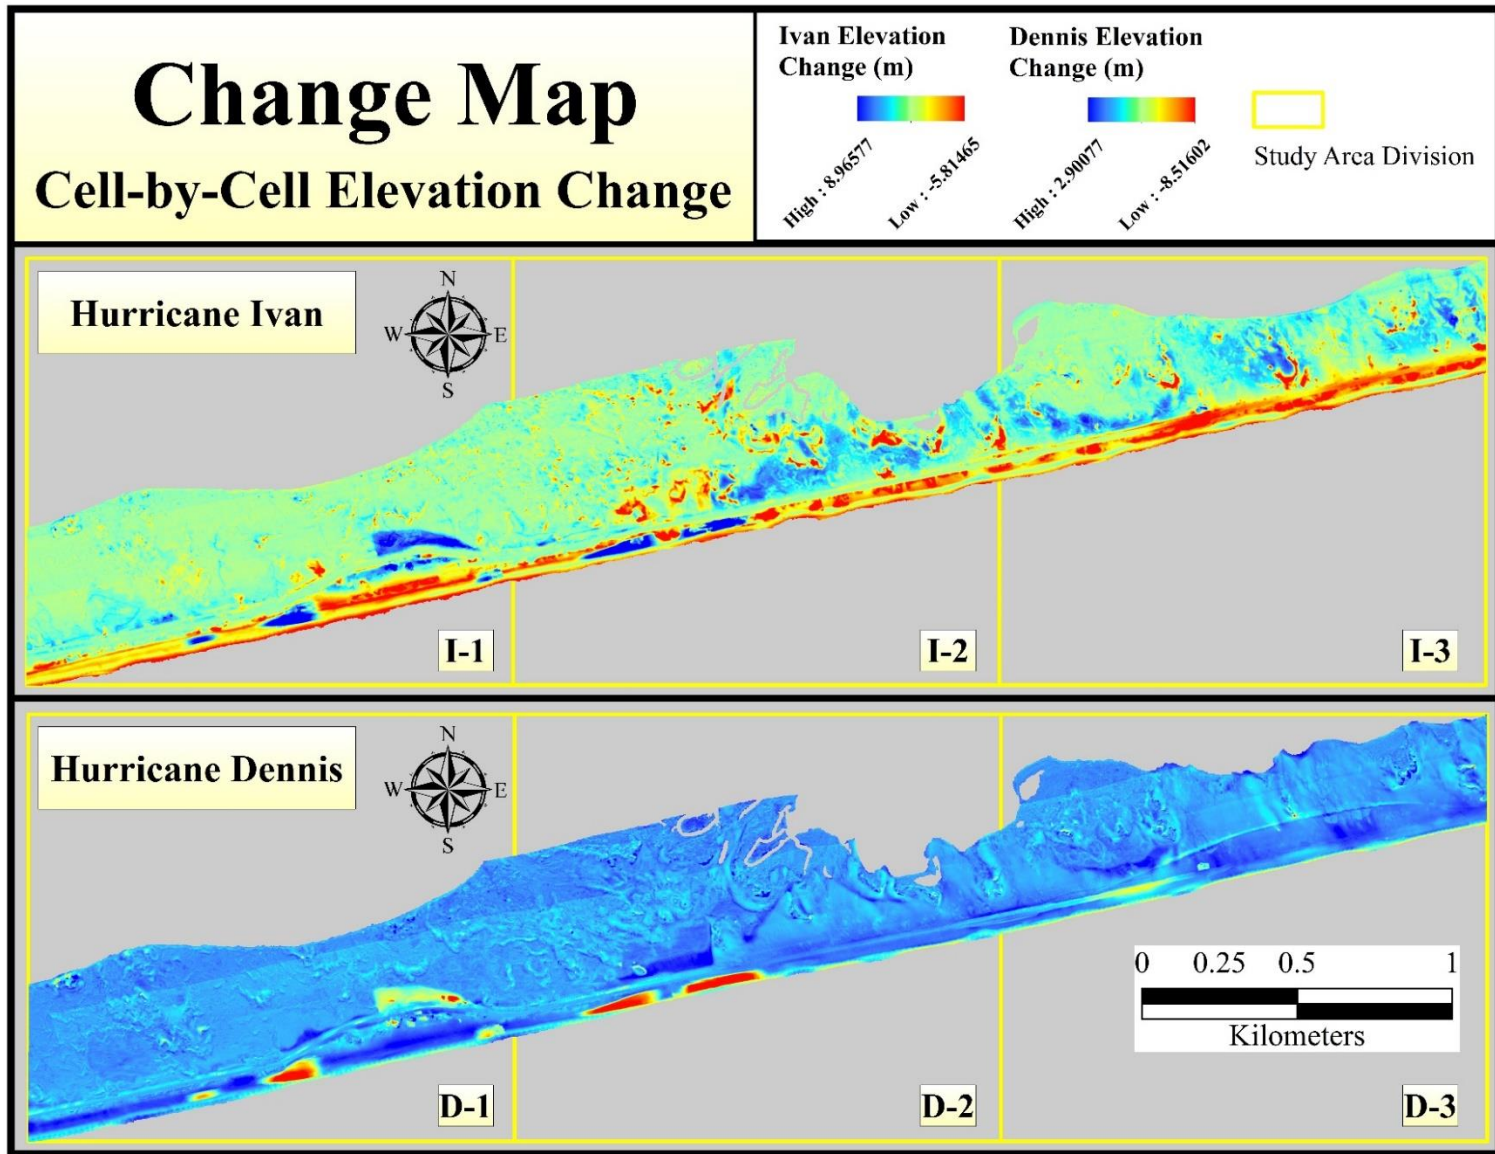 Change Map
Cell-by-Cell Elevation Change
Ivan Elevation
Change (m)
High : 8.96577
Low : -5.81465
Dennis Elevation
Change (m)
High : 2.90077
Low : -8.51602
Study Area Division
Hurricane Ivan
N
W
E
S
I-1
I-2
I-3
Hurricane Dennis
N
W
E
S
0 0.25 0.5 1
Kilometers
D-1
D-2
D-3